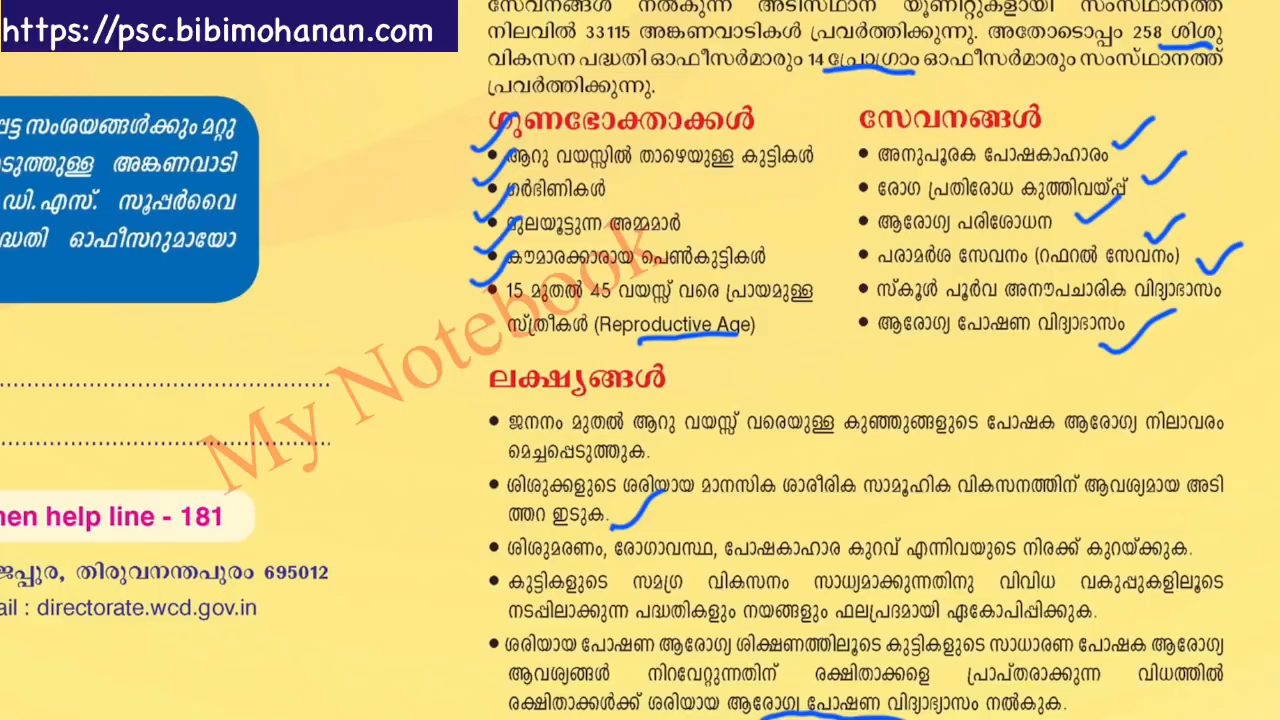 https://psc.bibimohanan.com
സേവനങ്ങൾ നൽകുന്ന അടിസ്ഥാന യൂണിറ്റുകളായി സംസ്ഥാനത്ത്
നിലവിൽ 33115 അങ്കണവാടികൾ പ്രവർത്തിക്കുന്നു. അതോടൊപ്പം 258 ശിശു
വികസന പദ്ധതി ഓഫീസർമാരും 14 പ്രോഗ്രാം ഓഫീസർമാരും സംസ്ഥാനത്ത്
പ്രവർത്തിക്കുന്നു.
പ്പെട്ട സംശയങ്ങൾക്കും മറ്റു
ടുത്തുള്ള അങ്കണവാടി
ഡി.എസ്. സൂപ്പർവൈ
ദ്ധതി ഓഫീസറുമായോ
ഗുണഭോക്താക്കൾ
• ആറു വയസ്സിൽ താഴെയുള്ള കുട്ടികൾ
• ഗർഭിണികൾ
• മുലയൂട്ടുന്ന അമ്മമാർ
• കൗമാരക്കാരായ പെൺകുട്ടികൾ
• 15 മുതൽ 45 വയസ്സ് വരെ പ്രായമുള്ള
സ്ത്രീകൾ (Reproductive Age)
സേവനങ്ങൾ
• അനുപൂരക പോഷകാഹാരം
• രോഗ പ്രതിരോധ കുത്തിവയ്പ്പ്
• ആരോഗ്യ പരിശോധന
• പരാമർശ സേവനം (റഫറൽ സേവനം)
• സ്കൂൾ പൂർവ അനൗപചാരിക വിദ്യാഭാസം
• ആരോഗ്യ പോഷണ വിദ്യാഭാസം
My Notebook
ലക്ഷ്യങ്ങൾ
• ജനനം മുതൽ ആറു വയസ്സ് വരെയുള്ള കുഞ്ഞുങ്ങളുടെ പോഷക ആരോഗ്യ നിലവാരം
മെച്ചപ്പെടുത്തുക.
• ശിശുക്കളുടെ ശരിയായ മാനസിക ശാരീരിക സാമൂഹിക വികസനത്തിന് ആവശ്യമായ അടി
ത്തറ ഇടുക.
• ശിശുമരണം, രോഗാവസ്ഥ, പോഷകാഹാര കുറവ് എന്നിവയുടെ നിരക്ക് കുറയ്ക്കുക.
• കുട്ടികളുടെ സമഗ്ര വികസനം സാധ്യമാക്കുന്നതിനു വിവിധ വകുപ്പുകളിലൂടെ
നടപ്പിലാക്കുന്ന പദ്ധതികളും നയങ്ങളും ഫലപ്രദമായി ഏകോപിപ്പിക്കുക.
• ശരിയായ പോഷണ ആരോഗ്യ ശിക്ഷണത്തിലൂടെ കുട്ടികളുടെ സാധാരണ പോഷക ആരോഗ്യ
ആവശ്യങ്ങൾ നിറവേറ്റുന്നതിന് രക്ഷിതാക്കളെ പ്രാപ്തരാക്കുന്ന വിധത്തിൽ
രക്ഷിതാക്കൾക്ക് ശരിയായ ആരോഗ്യ പോഷണ വിദ്യാഭ്യാസം നൽകുക.
men help line - 181
ജപ്പുര, തിരുവനന്തപുരം 695012
ail : directorate.wcd.gov.in